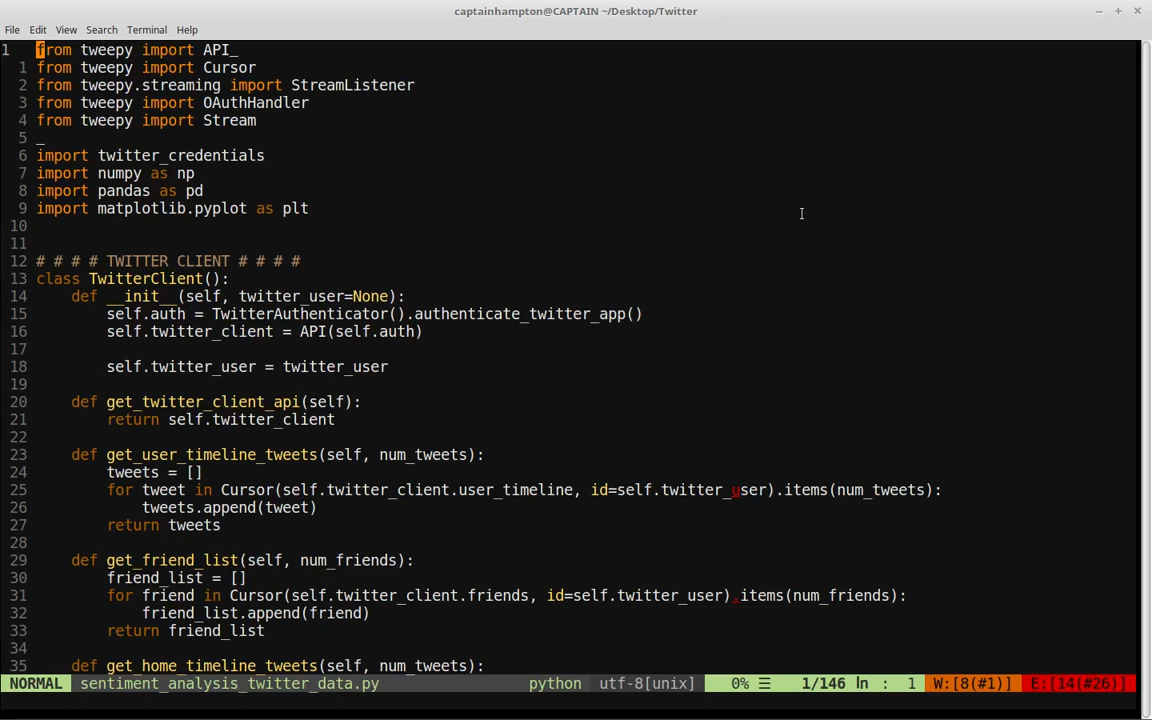 captainhampton@CAPTAIN ~/Desktop/Twitter
File Edit View Search Terminal Help
1 from tweepy import API_
1 from tweepy import Cursor
2 from tweepy.streaming import StreamListener
3 from tweepy import OAuthHandler
4 from tweepy import Stream
5 _
6 import twitter_credentials
7 import numpy as np
8 import pandas as pd
9 import matplotlib.pyplot as plt
10
11
12 # # # # TWITTER CLIENT # # # #
13 class TwitterClient():
14     def __init__(self, twitter_user=None):
15         self.auth = TwitterAuthenticator().authenticate_twitter_app()
16         self.twitter_client = API(self.auth)
17
18         self.twitter_user = twitter_user
19
20     def get_twitter_client_api(self):
21         return self.twitter_client
22
23     def get_user_timeline_tweets(self, num_tweets):
24         tweets = []
25         for tweet in Cursor(self.twitter_client.user_timeline, id=self.twitter_user).items(num_tweets):
26             tweets.append(tweet)
27         return tweets
28
29     def get_friend_list(self, num_friends):
30         friend_list = []
31         for friend in Cursor(self.twitter_client.friends, id=self.twitter_user).items(num_friends):
32             friend_list.append(friend)
33         return friend_list
34
35     def get_home_timeline_tweets(self, num_tweets):
NORMAL sentiment_analysis_twitter_data.py python utf-8[unix] 0% ☰ 1/146 ln : 1 W:[8(#1)] E:[14(#26)]